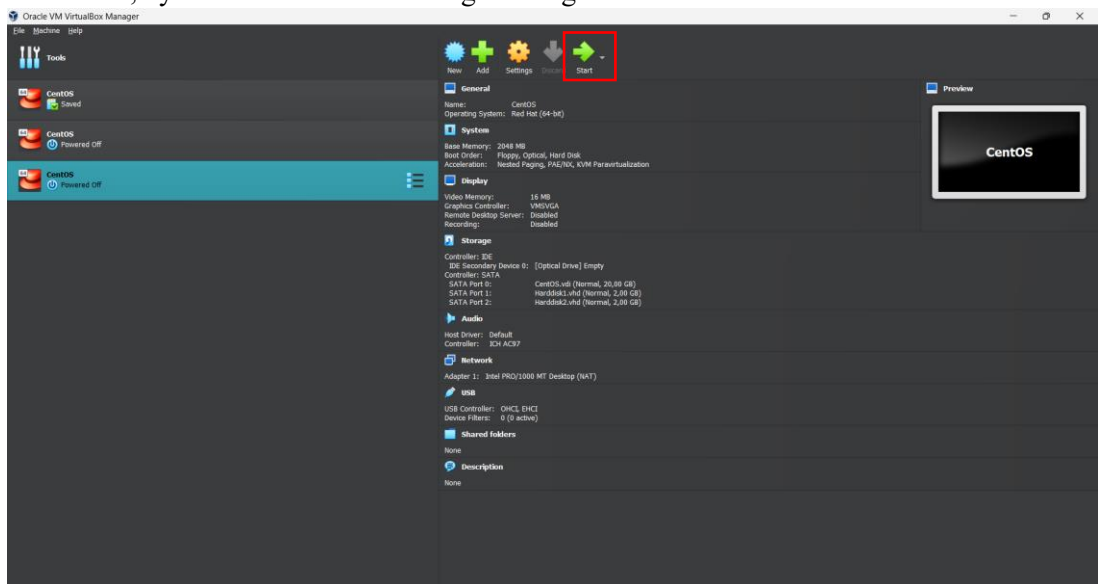 Oracle VM VirtualBox Manager
File Machine Help
Tools
New Add Settings Discard Start
CentOS
Saved
CentOS
Powered Off
CentOS
Powered Off
General
Name: CentOS
Operating System: Red Hat (64-bit)
System
Base Memory: 2048 MB
Boot Order: Floppy, Optical, Hard Disk
Acceleration: Nested Paging, PAE/NX, KVM Paravirtualization
Display
Video Memory: 16 MB
Graphics Controller: VMSVGA
Remote Desktop Server: Disabled
Recording: Disabled
Storage
Controller: IDE
IDE Secondary Device 0: [Optical Drive] Empty
Controller: SATA
SATA Port 0: CentOS.vdi (Normal, 20,00 GB)
SATA Port 1: Harddisk1.vhd (Normal, 2,00 GB)
SATA Port 2: Harddisk2.vhd (Normal, 2,00 GB)
Audio
Host Driver: Default
Controller: ICH AC97
Network
Adapter 1: Intel PRO/1000 MT Desktop (NAT)
USB
USB Controller: OHCI, EHCI
Device Filters: 0 (0 active)
Shared folders
None
Description
None
Preview
CentOS